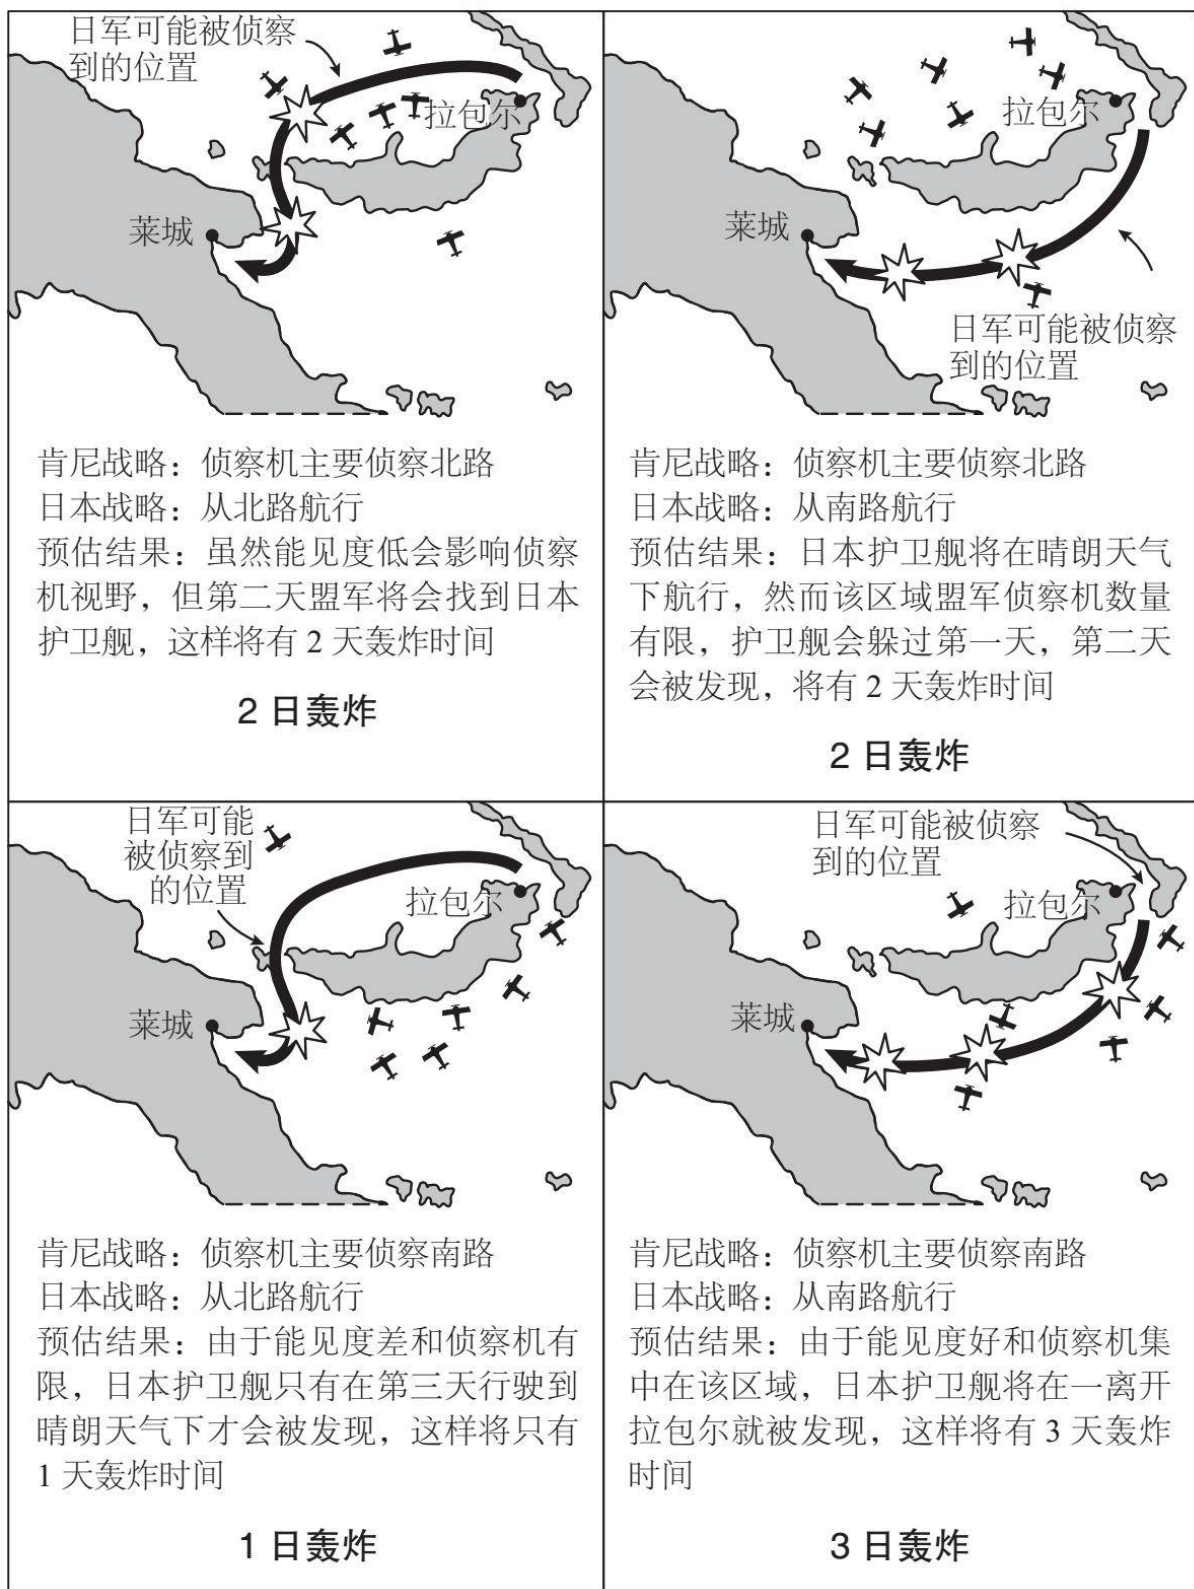 日军可能被侦察
到的位置
拉包尔
莱城
肯尼战略：侦察机主要侦察北路
日本战略：从北路航行
预估结果：虽然能见度低会影响侦察
机视野，但第二天盟军将会找到日本
护卫舰，这样将有 2 天轰炸时间
2 日轰炸
拉包尔
莱城
日军可能被侦察
到的位置
肯尼战略：侦察机主要侦察北路
日本战略：从南路航行
预估结果：日本护卫舰将在晴朗天气
下航行，然而该区域盟军侦察机数量
有限，护卫舰会躲过第一天，第二天
会被发现，将有 2 天轰炸时间
2 日轰炸
日军可能
被侦察到
的位置
拉包尔
莱城
肯尼战略：侦察机主要侦察南路
日本战略：从北路航行
预估结果：由于能见度差和侦察机有
限，日本护卫舰只有在第三天行驶到
晴朗天气下才会被发现，这样将只有
1 天轰炸时间
1 日轰炸
日军可能被侦察
到的位置
拉包尔
莱城
肯尼战略：侦察机主要侦察南路
日本战略：从南路航行
预估结果：由于能见度好和侦察机集
中在该区域，日本护卫舰将在一离开
拉包尔就被发现，这样将有 3 天轰炸
时间
3 日轰炸